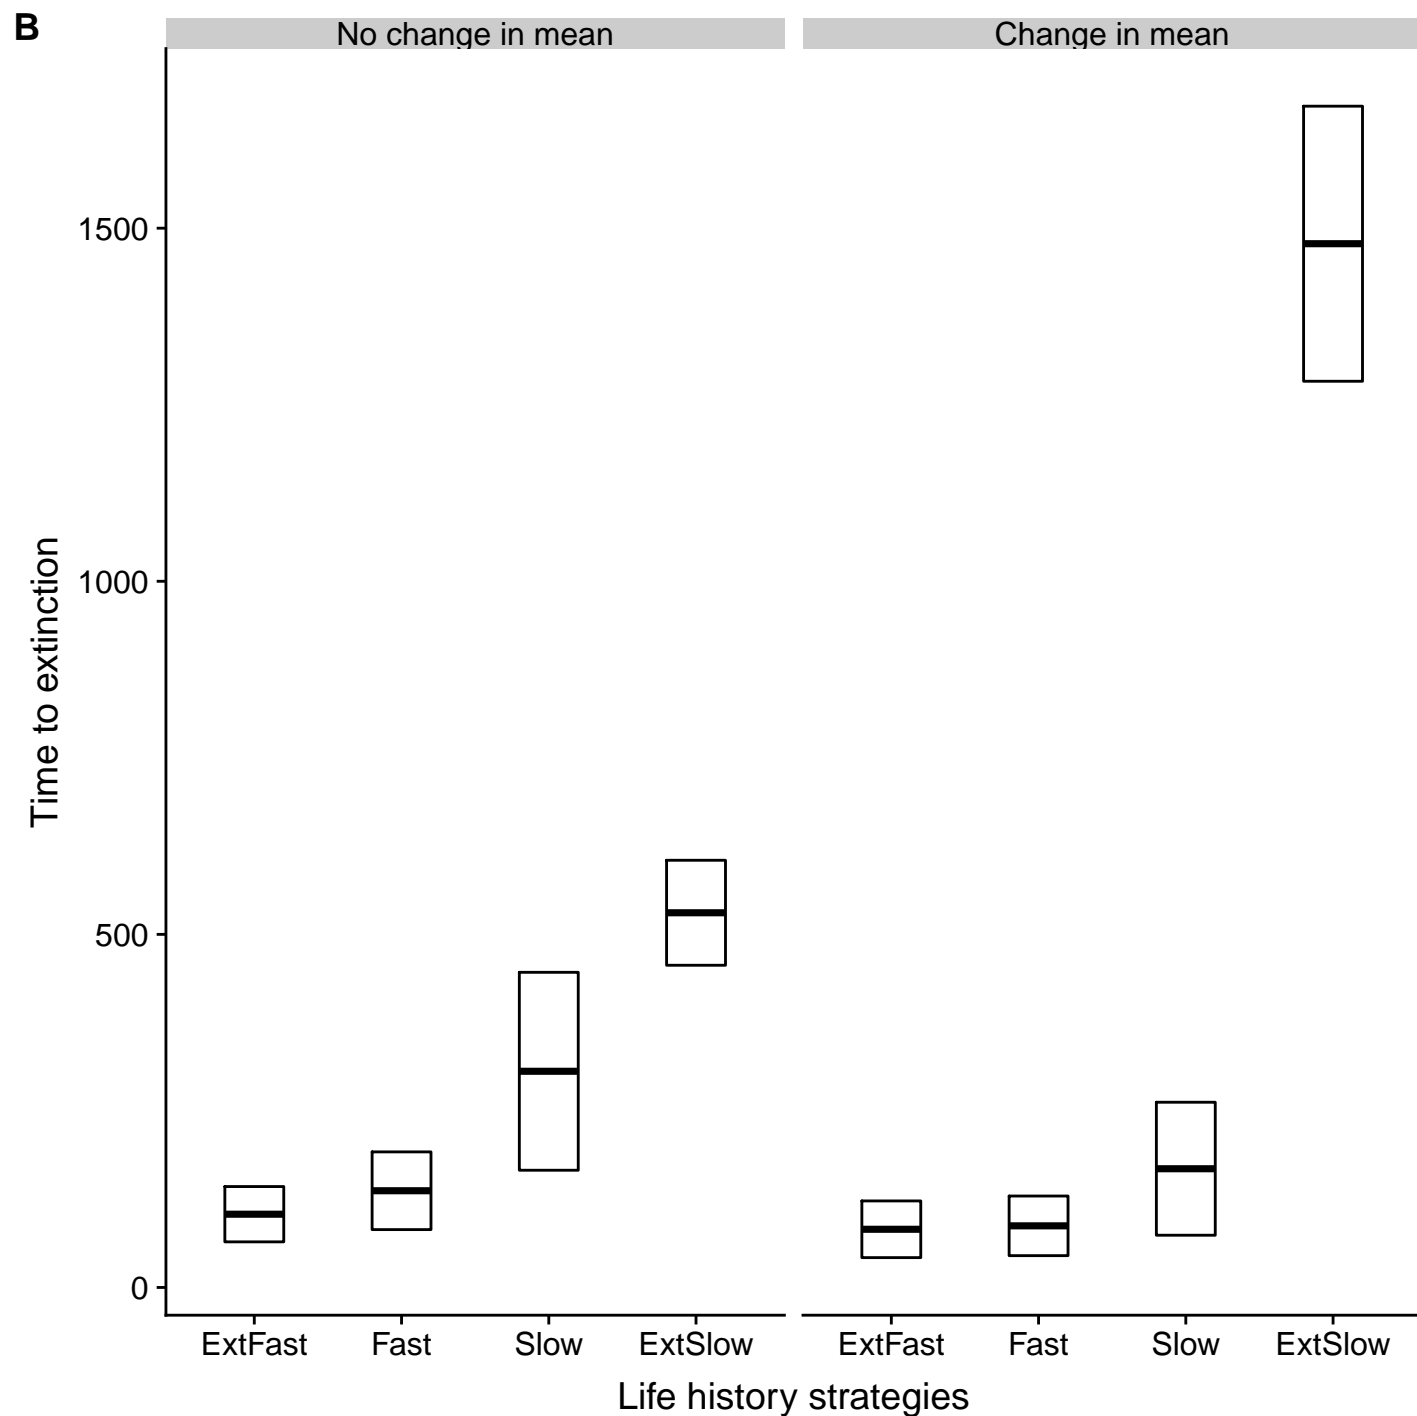 B
No change in mean
Change in mean
Time to extinction
1500
1000
500
0
ExtFast Fast Slow ExtSlow ExtFast Fast Slow ExtSlow
Life history strategies